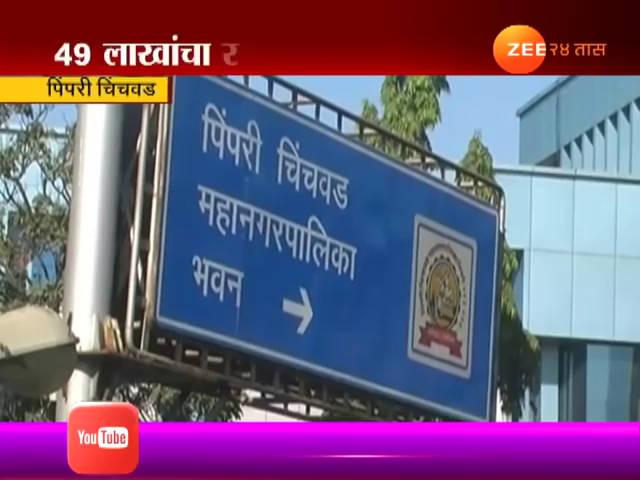 49 लाखांचा र
ZEE २४ तास
पिंपरी चिंचवड
पिंपरी चिंचवड
महानगरपालिका
भवन
YouTube